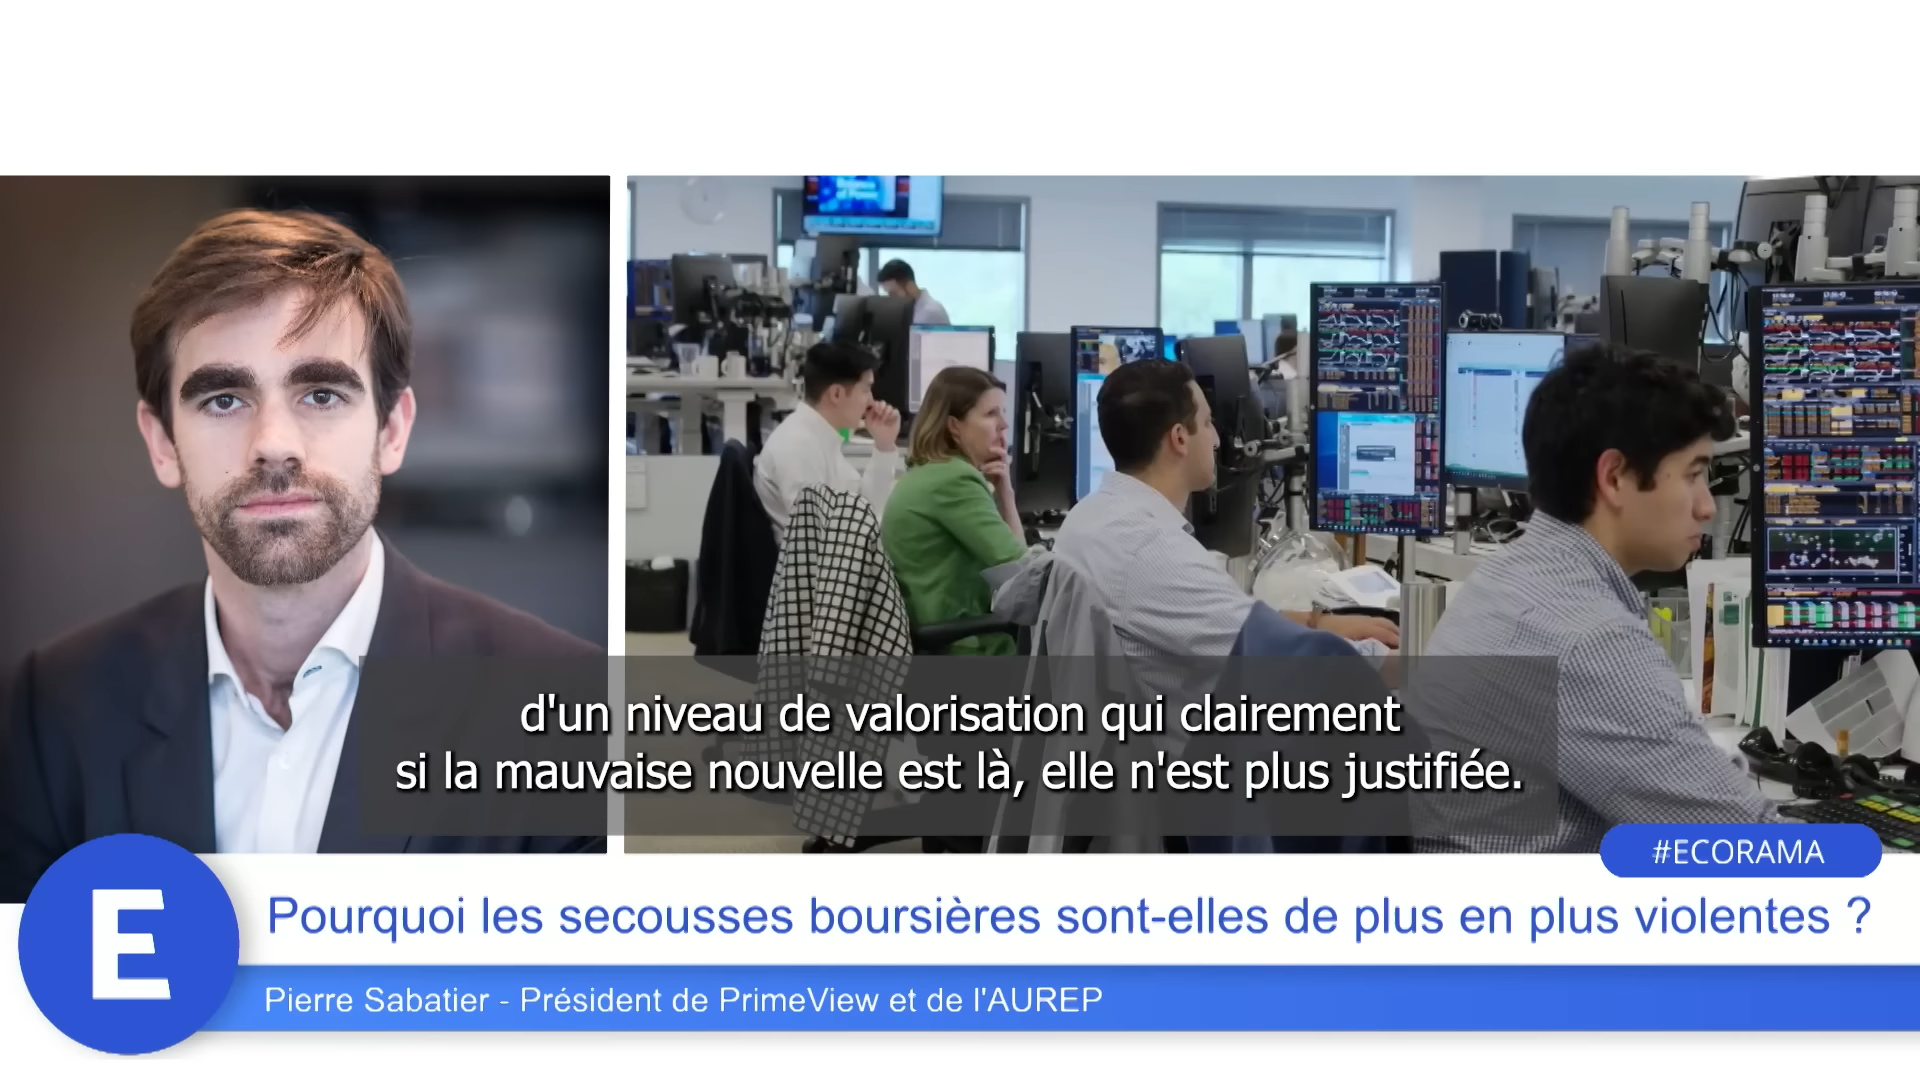 d'un niveau de valorisation qui clairement
si la mauvaise nouvelle est là, elle n'est plus justifiée.
#ECORAMA
E
Pourquoi les secousses boursières sont-elles de plus en plus violentes ?
Pierre Sabatier - Président de PrimeView et de l'AUREP